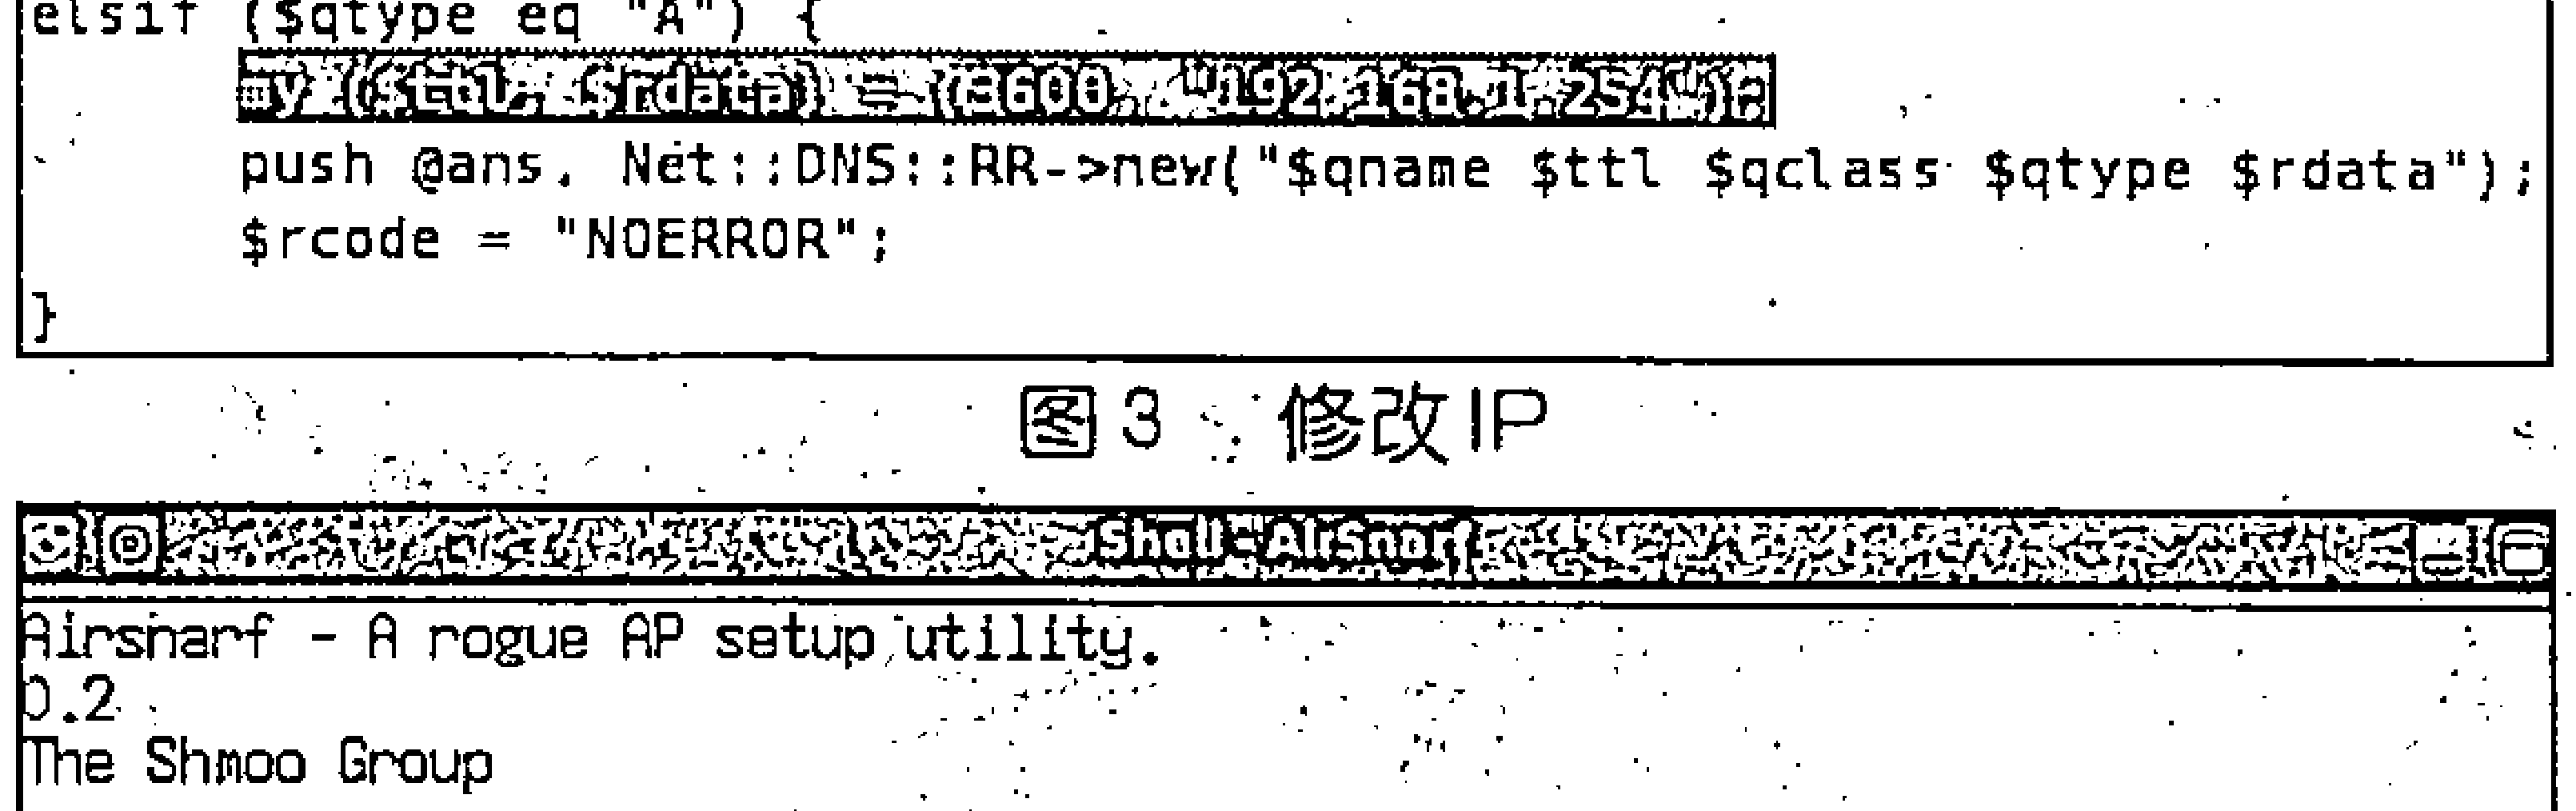 elsif ($qtype eq "A") {
my ($ttl, $rdata) = (3600, "192.168.1.254");
push @ans, Net::DNS::RR->new("$qname $ttl $qclass $qtype $rdata");
$rcode = "NOERROR";
}
图3 修改IP
Shell - AirSnarf
Airsnarf - A rogue AP setup utility.
0.2
The Shmoo Group